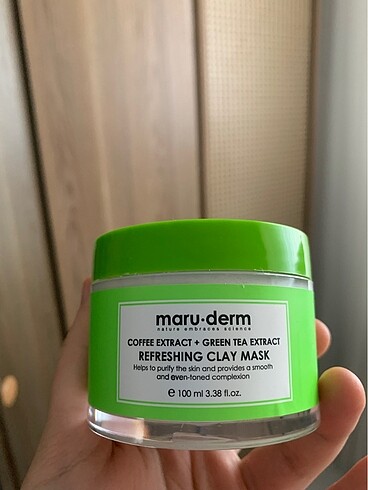 maru·derm
nature embraces science
COFFEE EXTRACT + GREEN TEA EXTRACT
REFRESHING CLAY MASK
Helps to purify the skin and provides a smooth
and even-toned complexion
℮ 100 ml 3.38 fl.oz.